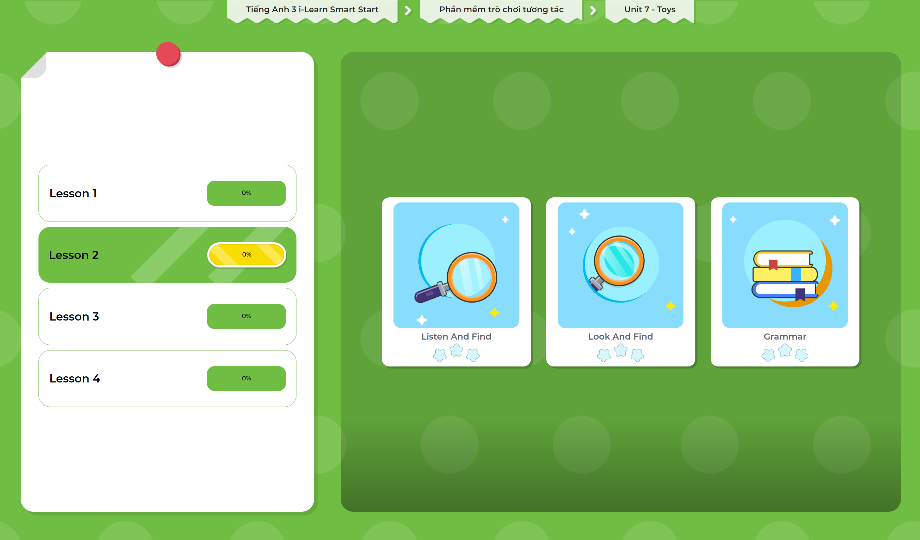 Tiếng Anh 3 i-Learn Smart Start
Phần mềm trò chơi tương tác
Unit 7 - Toys
Lesson 1
0%
Lesson 2
0%
Lesson 3
0%
Lesson 4
0%
Listen And Find
Look And Find
Grammar